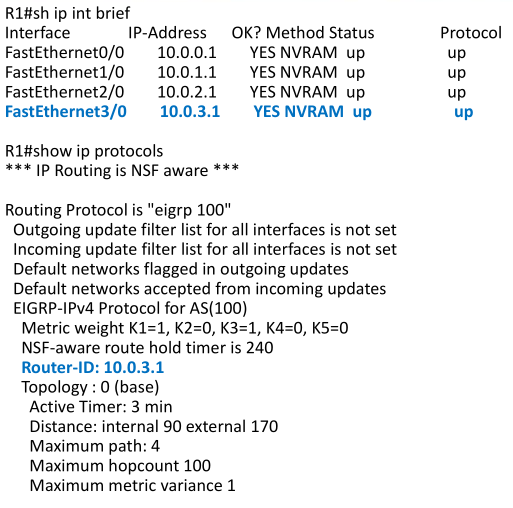 R1#sh ip int brief
Interface IP-Address OK? Method Status Protocol
FastEthernet0/0 10.0.0.1 YES NVRAM up up
FastEthernet1/0 10.0.1.1 YES NVRAM up up
FastEthernet2/0 10.0.2.1 YES NVRAM up up
FastEthernet3/0 10.0.3.1 YES NVRAM up up
R1#show ip protocols
*** IP Routing is NSF aware ***
Routing Protocol is "eigrp 100"
Outgoing update filter list for all interfaces is not set
Incoming update filter list for all interfaces is not set
Default networks flagged in outgoing updates
Default networks accepted from incoming updates
EIGRP-IPv4 Protocol for AS(100)
Metric weight K1=1, K2=0, K3=1, K4=0, K5=0
NSF-aware route hold timer is 240
Router-ID: 10.0.3.1
Topology : 0 (base)
Active Timer: 3 min
Distance: internal 90 external 170
Maximum path: 4
Maximum hopcount 100
Maximum metric variance 1